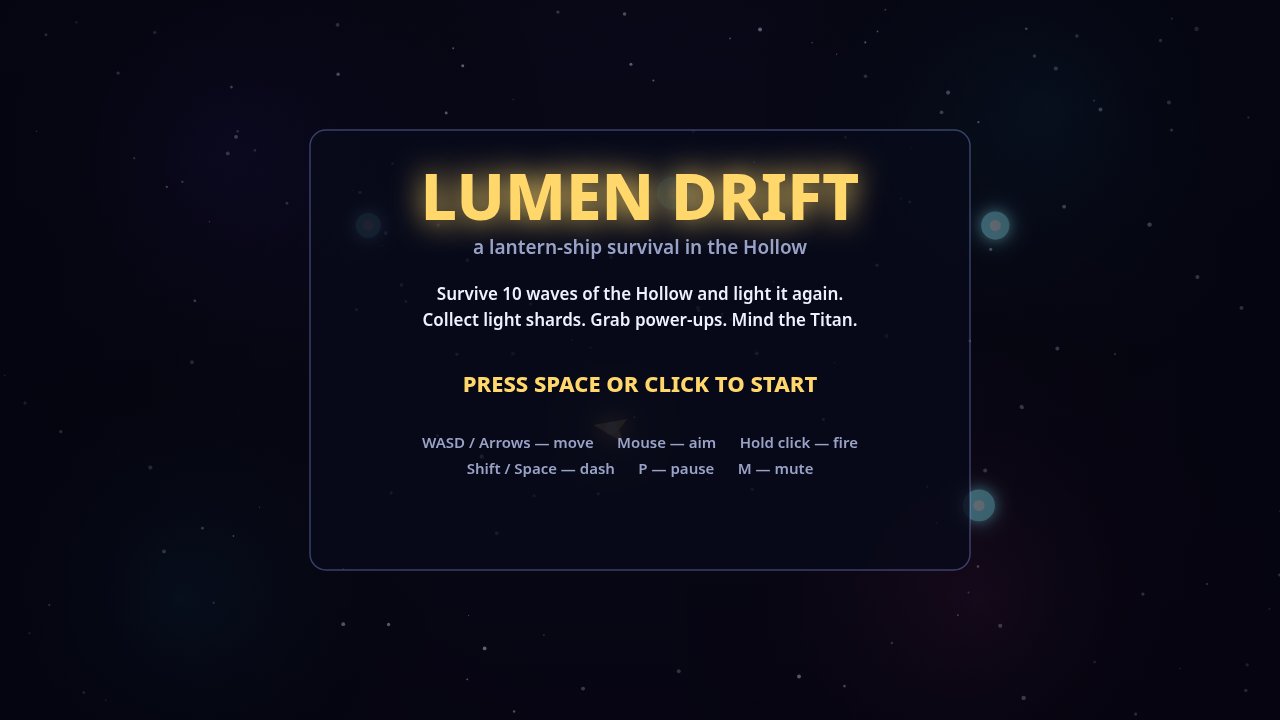 LUMEN DRIFT
a lantern-ship survival in the Hollow
Survive 10 waves of the Hollow and light it again.
Collect light shards. Grab power-ups. Mind the Titan.
PRESS SPACE OR CLICK TO START
WASD / Arrows — move Mouse — aim Hold click — fire
Shift / Space — dash P — pause M — mute